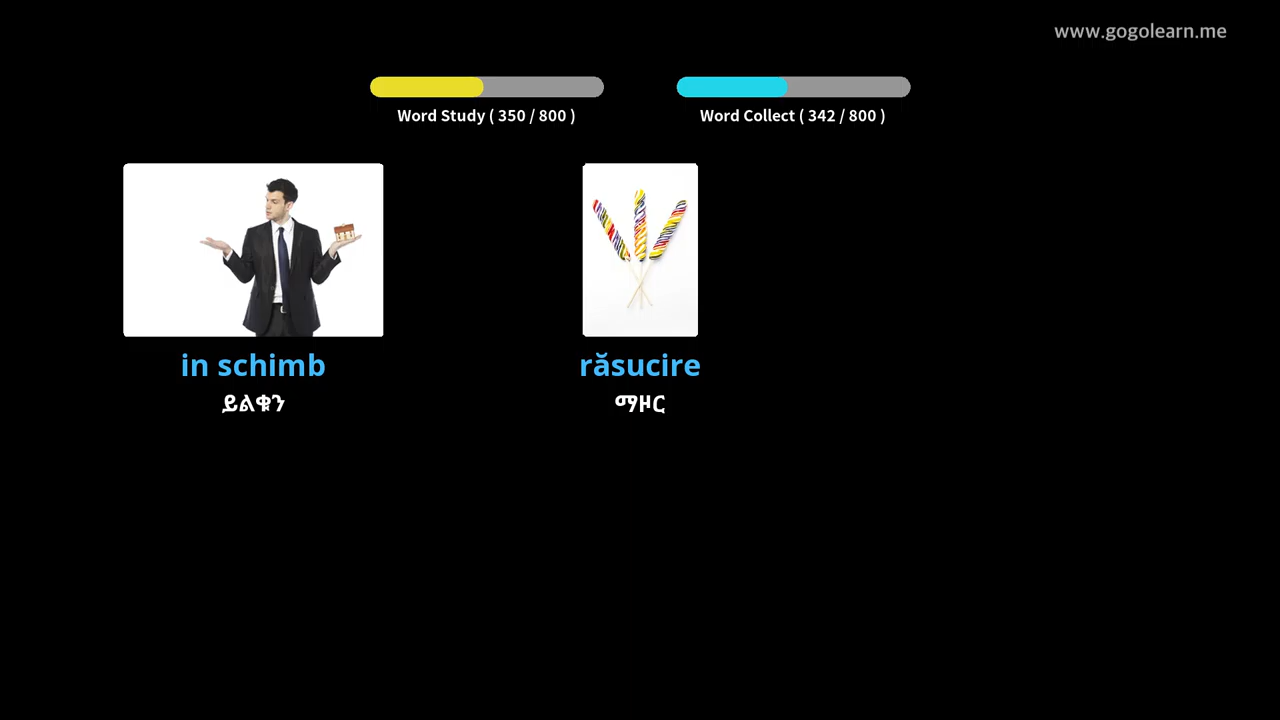 www.gogolearn.me
Word Study ( 350 / 800 )
Word Collect ( 342 / 800 )
in schimb
ይልቁን
răsucire
ማዞር